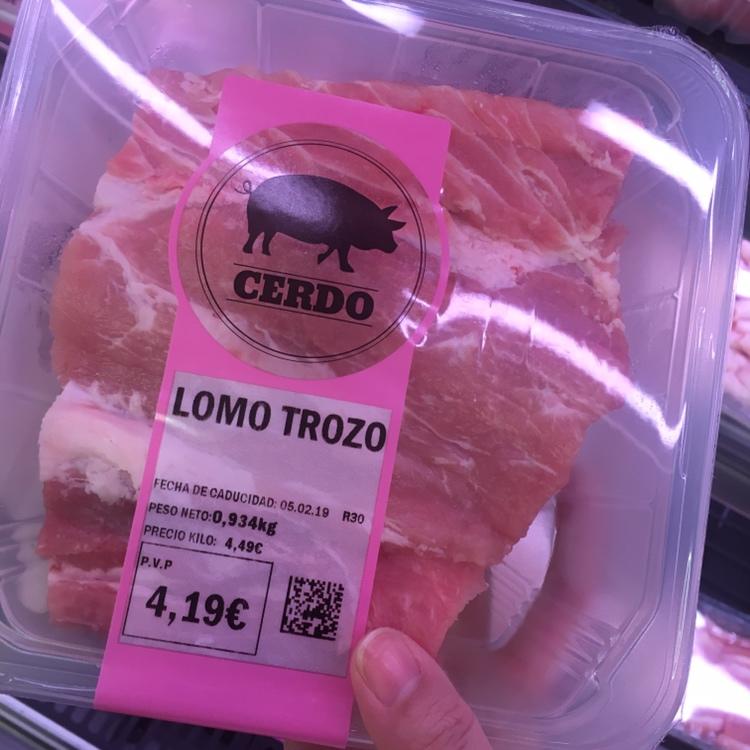 CERDO
LOMO TROZO
FECHA DE CADUCIDAD: 05.02.19 R30
PESO NETO:0,934kg
PRECIO KILO: 4,49€
P.V.P
4,19€